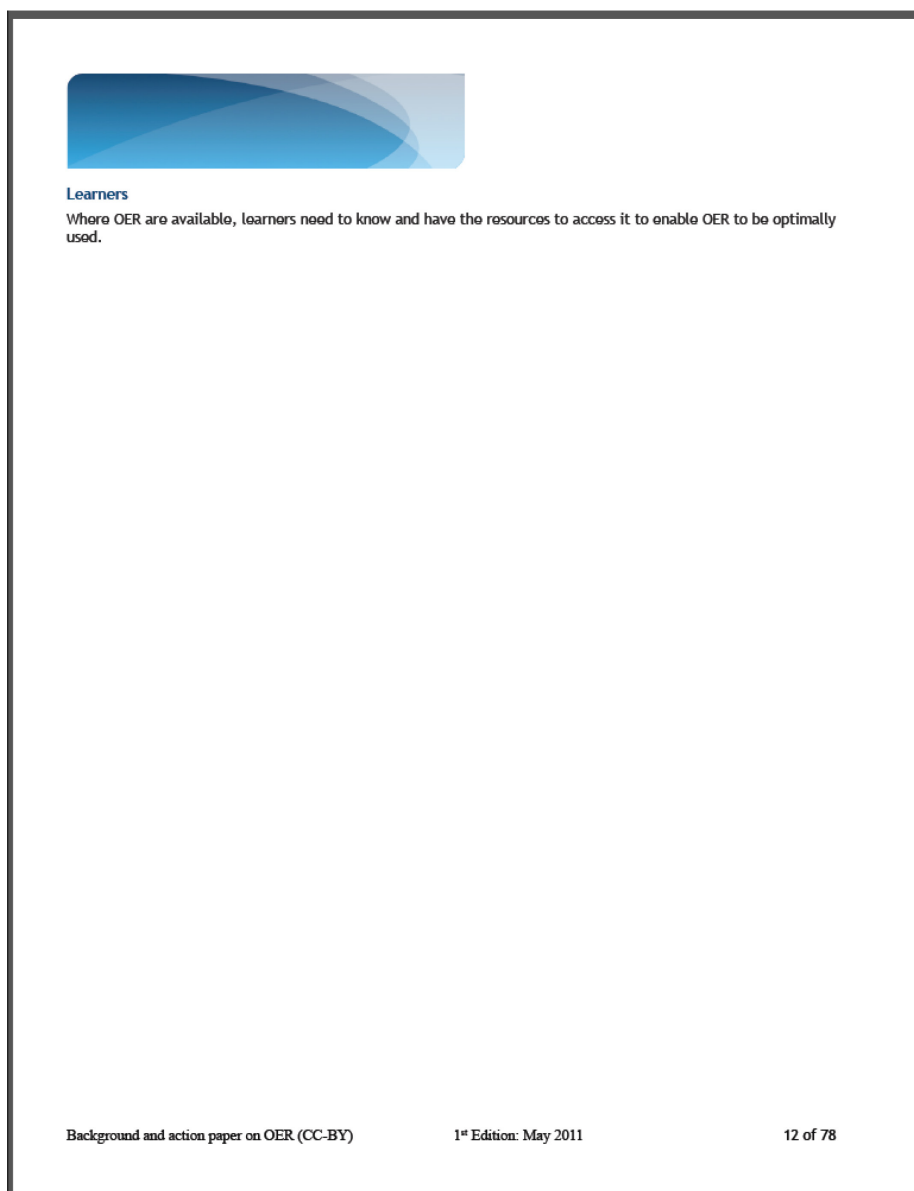 Learners
Where OER are available, learners need to know and have the resources to access it to enable OER to be optimally
used.
Background and action paper on OER (CC-BY) 1st Edition: May 2011 12 of 78